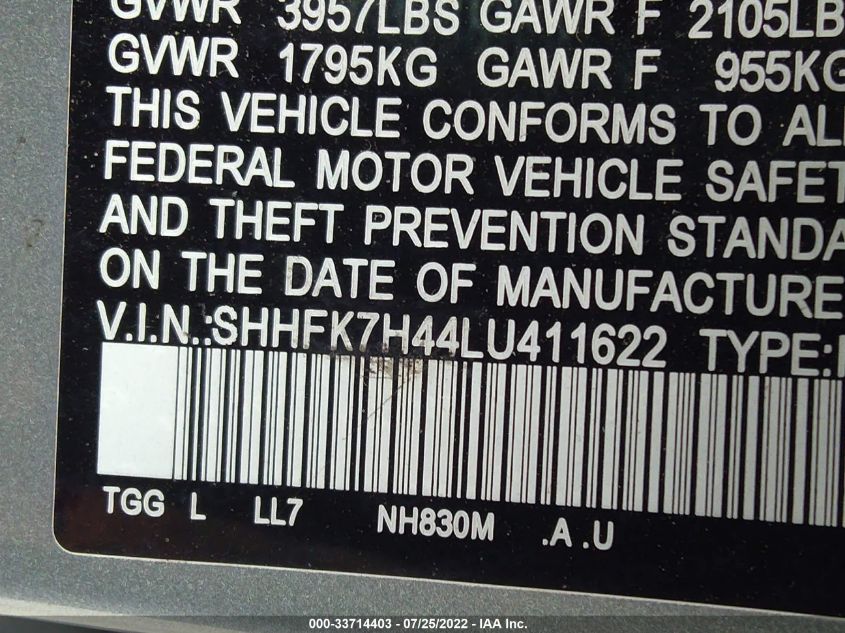 GVWR 3957LBS GAWR F 2105LB
GVWR 1795KG GAWR F 955KG
THIS VEHICLE CONFORMS TO AL
FEDERAL MOTOR VEHICLE SAFET
AND THEFT PREVENTION STANDA
ON THE DATE OF MANUFACTURE
V.I.N.:SHHFK7H44LU411622 TYPE:
TGG L LL7 NH830M .A .U
000-33714403 - 07/25/2022 - IAA Inc.